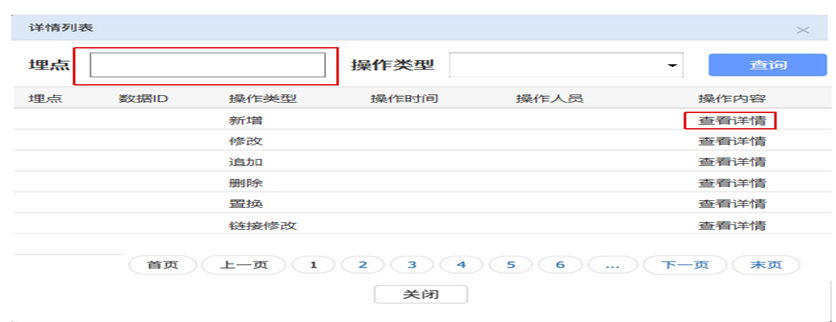 详情列表
埋点 操作类型 查询
埋点 数据ID 操作类型 操作时间 操作人员 操作内容
新增 查看详情
修改 查看详情
追加 查看详情
删除 查看详情
置换 查看详情
链接修改 查看详情
首页 上一页 1 2 3 4 5 6 ... 下一页 末页
关闭